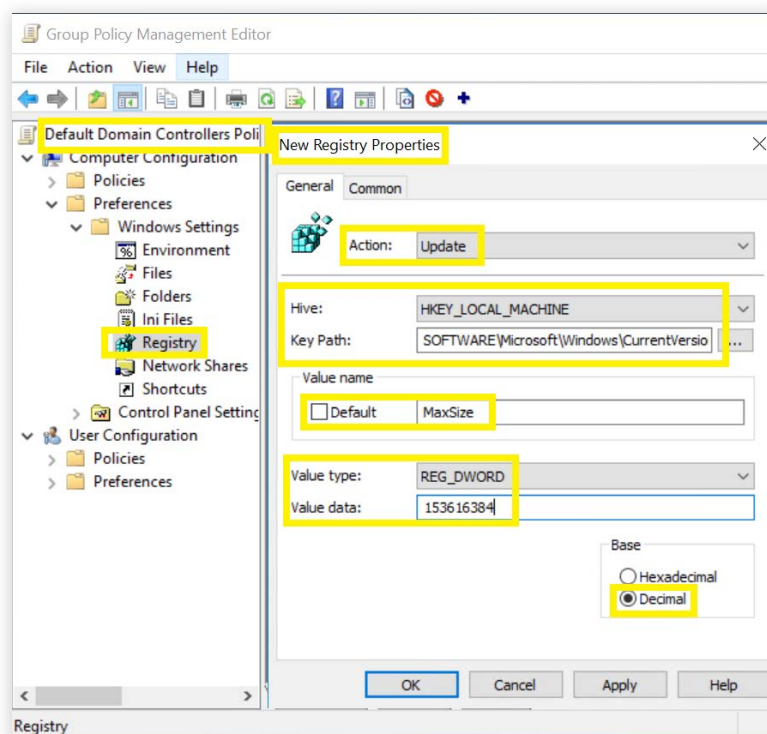 Group Policy Management Editor
File Action View Help
Default Domain Controllers Poli
Computer Configuration
Policies
Preferences
Windows Settings
Environment
Files
Folders
Ini Files
Registry
Network Shares
Shortcuts
Control Panel Setting
User Configuration
Policies
Preferences
New Registry Properties
General Common
Action: Update
Hive: HKEY_LOCAL_MACHINE
Key Path: SOFTWARE\Microsoft\Windows\CurrentVersio ...
Value name
Default MaxSize
Value type: REG_DWORD
Value data: 153616384
Base
Hexadecimal
Decimal
OK Cancel Apply Help
Registry